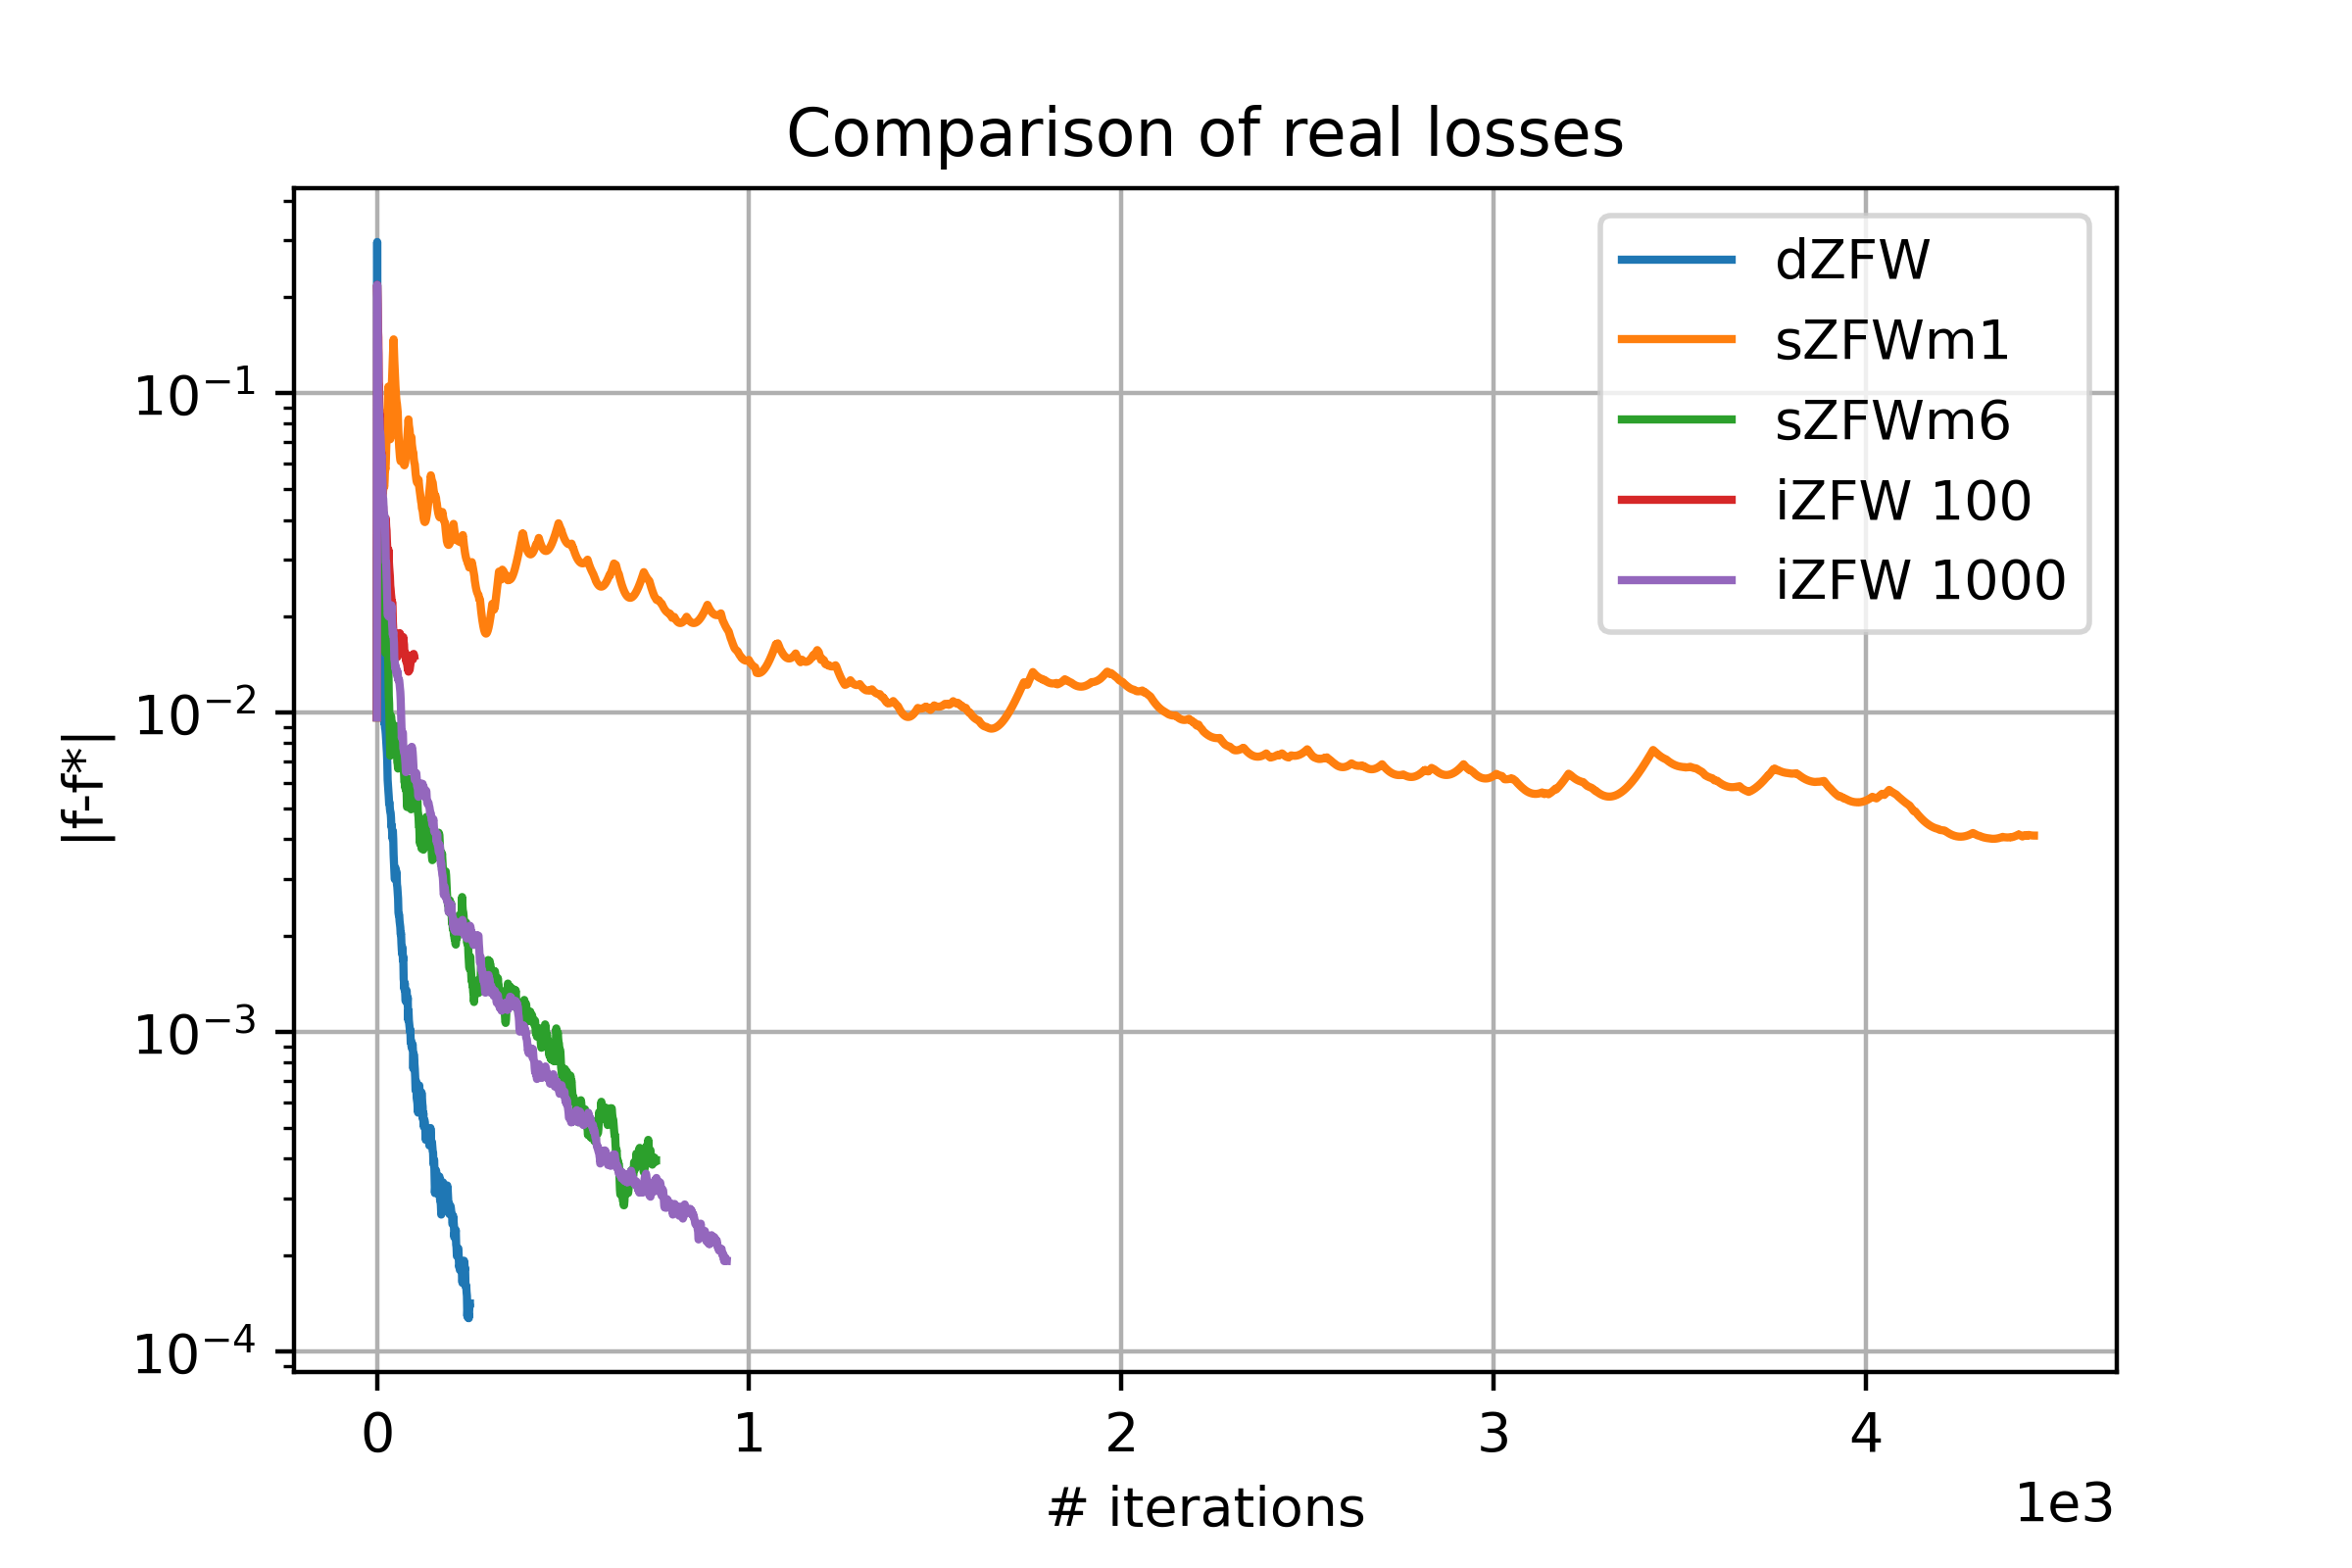 Comparison of real losses
dZFW
sZFWm1
sZFWm6
iZFW 100
iZFW 1000
10⁻¹
10⁻²
10⁻³
10⁻⁴
|f-f*|
0 1 2 3 4
# iterations
1e3